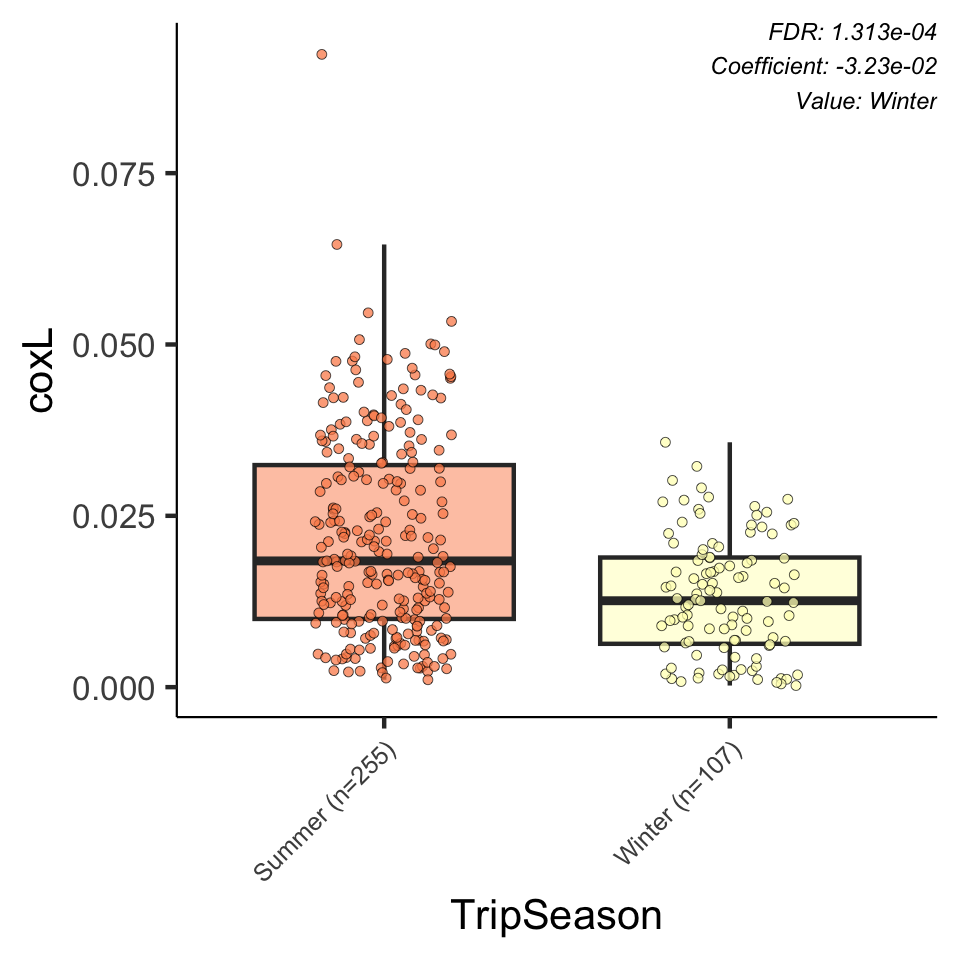 FDR: 1.313e-04
Coefficient: -3.23e-02
Value: Winter
coxL
0.075
0.050
0.025
0.000
Summer (n=255)
Winter (n=107)
TripSeason